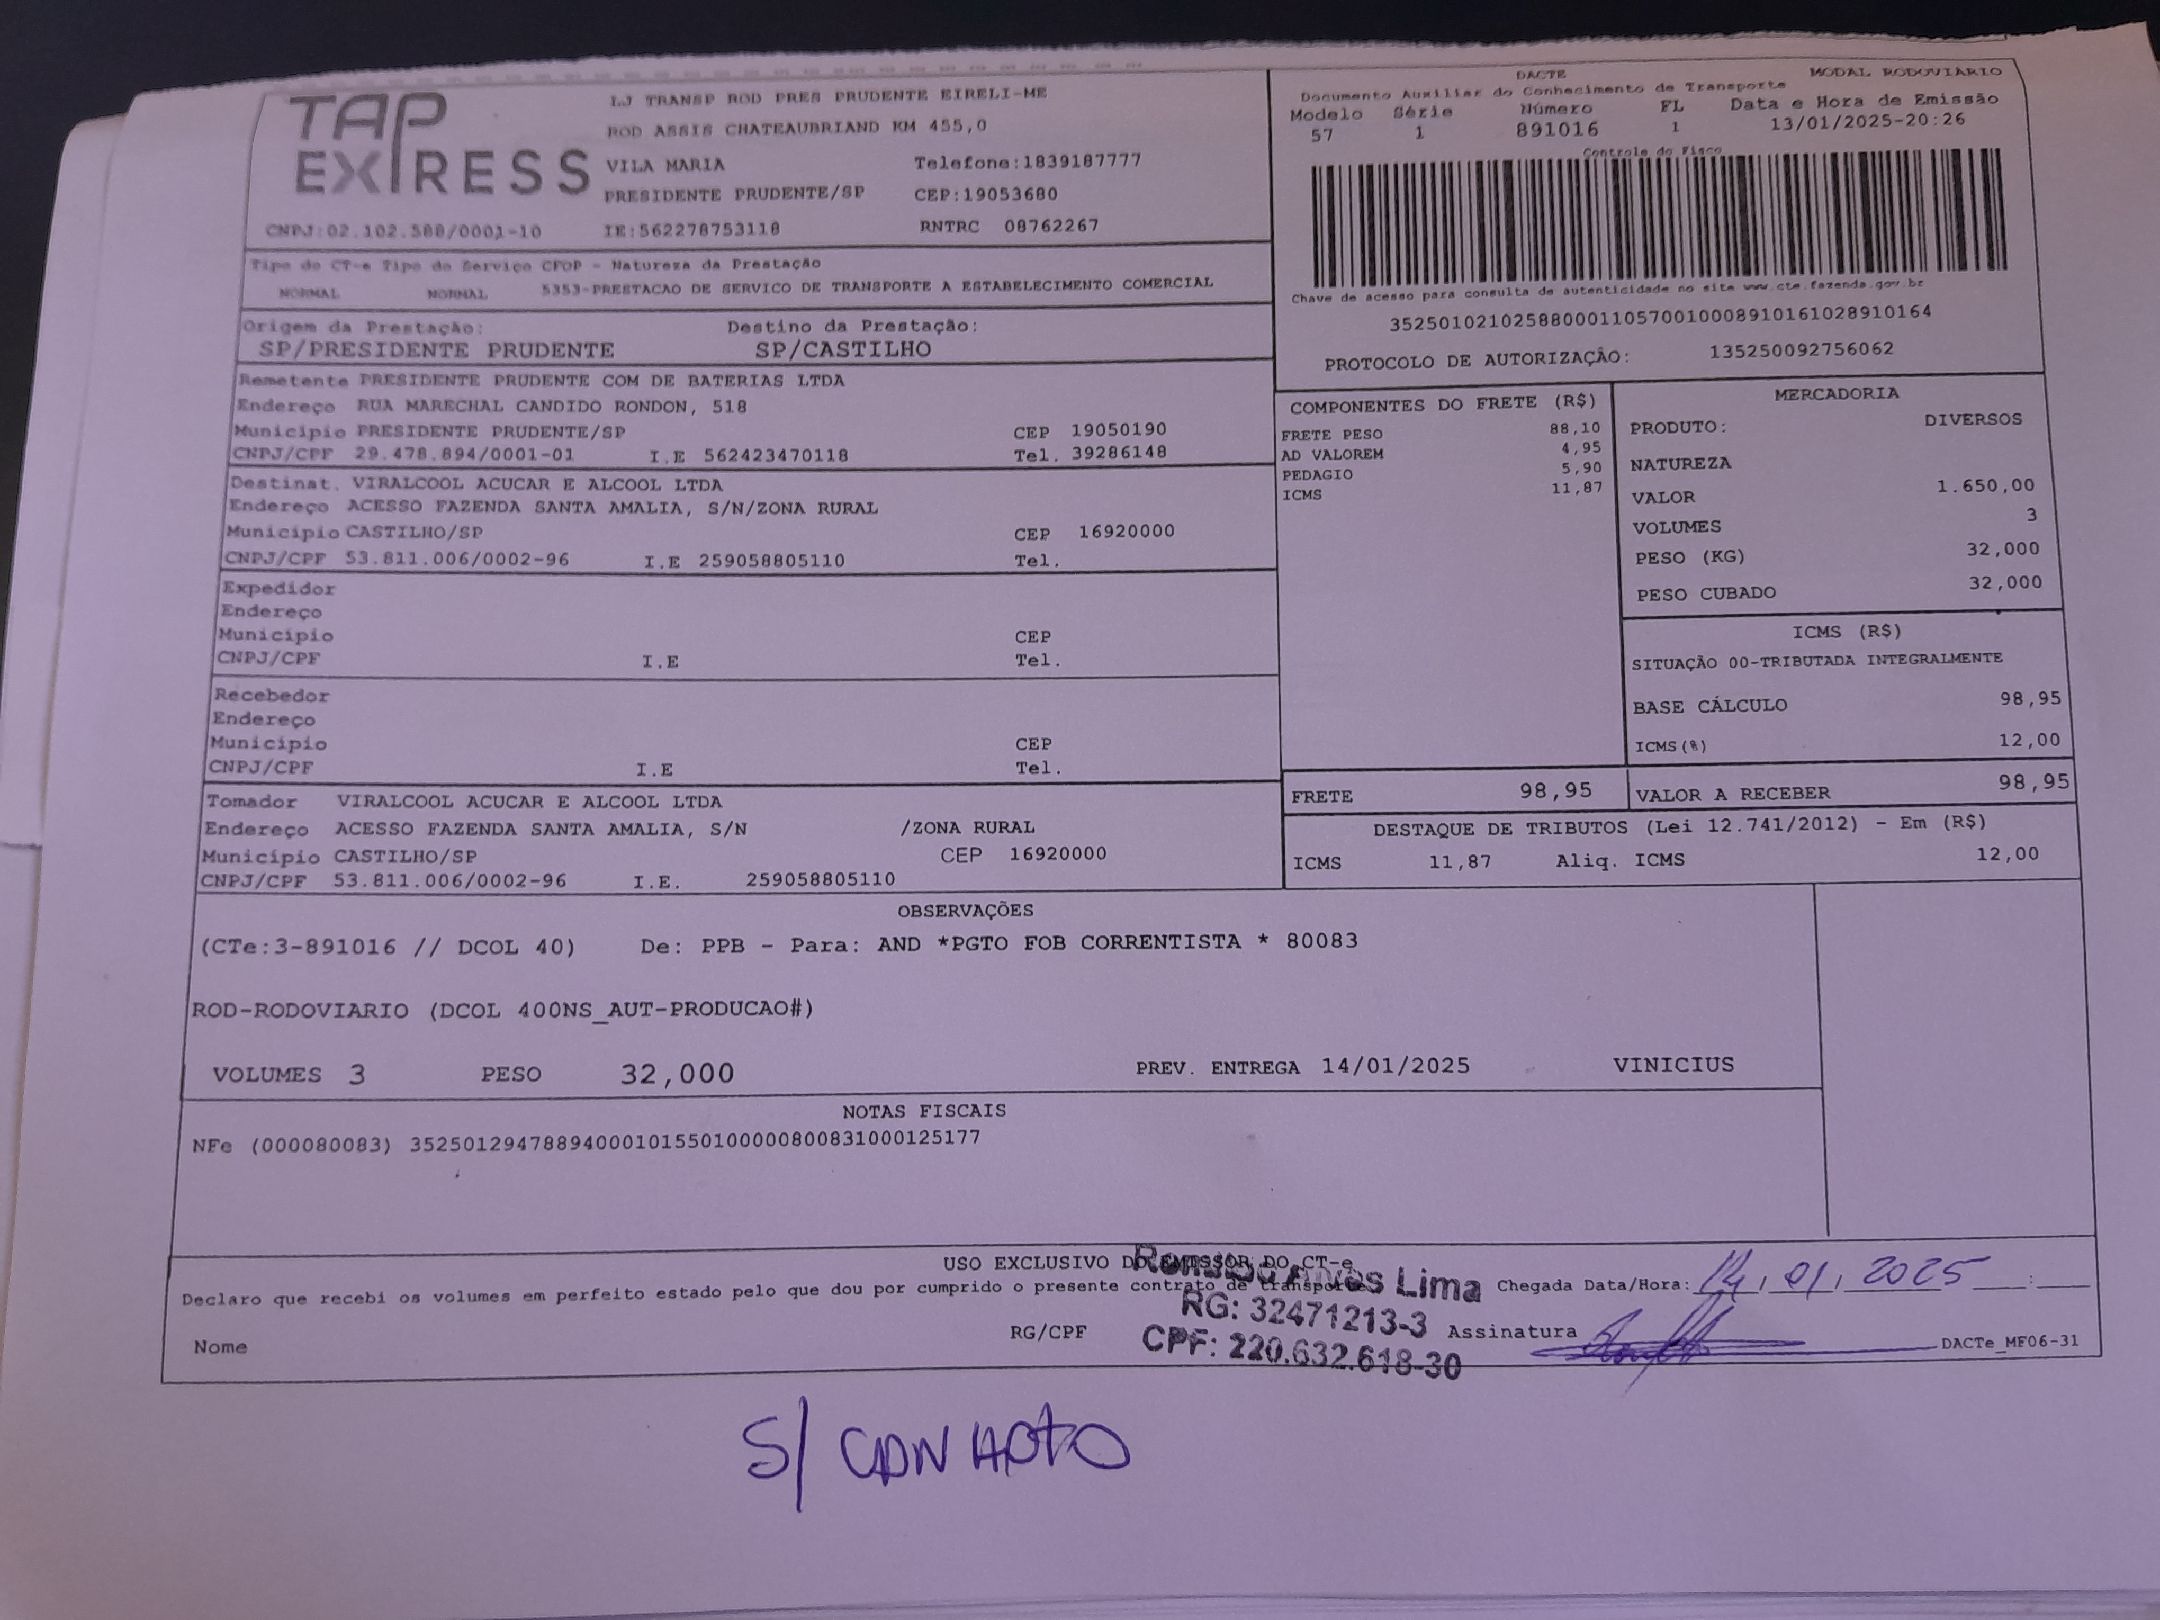 TAP EXPRESS
LJ TRANSP ROD PRES PRUDENTE EIRELI-ME
ROD ASSIS CHATEAUBRIAND KM 455,0
VILA MARIA Telefone:1839187777
PRESIDENTE PRUDENTE/SP CEP:19053680
CNPJ:02.102.588/0001-10 IE:562278753118 RNTRC 08762267
DACTE MODAL RODOVIARIO
Documento Auxiliar do Conhecimento de Transporte
Modelo Série Número FL Data e Hora de Emissão
57 1 891016 1 13/01/2025-20:26
Controle do Fisco
Chave de acesso para consulta de autenticidade no site www.cte.fazenda.gov.br
35250102102588000110570010008910161028910164
PROTOCOLO DE AUTORIZAÇÃO: 135250092756062
Tipo do CT-e Tipo do Serviço CFOP - Natureza da Prestação
NORMAL NORMAL 5353-PRESTACAO DE SERVICO DE TRANSPORTE A ESTABELECIMENTO COMERCIAL
Origem da Prestação: Destino da Prestação:
SP/PRESIDENTE PRUDENTE SP/CASTILHO
Remetente PRESIDENTE PRUDENTE COM DE BATERIAS LTDA
Endereço RUA MARECHAL CANDIDO RONDON, 518
Município PRESIDENTE PRUDENTE/SP CEP 19050190
CNPJ/CPF 29.478.894/0001-01 I.E 562423470118 Tel. 39286148
Destinat. VIRALCOOL ACUCAR E ALCOOL LTDA
Endereço ACESSO FAZENDA SANTA AMALIA, S/N/ZONA RURAL
Município CASTILHO/SP CEP 16920000
CNPJ/CPF 53.811.006/0002-96 I.E 259058805110 Tel.
Expedidor
Endereço
Município CEP
CNPJ/CPF I.E Tel.
Recebedor
Endereço
Município CEP
CNPJ/CPF I.E Tel.
Tomador VIRALCOOL ACUCAR E ALCOOL LTDA
Endereço ACESSO FAZENDA SANTA AMALIA, S/N /ZONA RURAL
Município CASTILHO/SP CEP 16920000
CNPJ/CPF 53.811.006/0002-96 I.E. 259058805110
COMPONENTES DO FRETE (R$)
FRETE PESO 88,10
AD VALOREM 4,95
PEDAGIO 5,90
ICMS 11,87
MERCADORIA
PRODUTO: DIVERSOS
NATUREZA
VALOR 1.650,00
VOLUMES 3
PESO (KG) 32,000
PESO CUBADO 32,000
ICMS (R$)
SITUAÇÃO 00-TRIBUTADA INTEGRALMENTE
BASE CÁLCULO 98,95
ICMS(%) 12,00
FRETE 98,95 VALOR A RECEBER 98,95
DESTAQUE DE TRIBUTOS (Lei 12.741/2012) - Em (R$)
ICMS 11,87 Aliq. ICMS 12,00
OBSERVAÇÕES
(CTe:3-891016 // DCOL 40) De: PPB - Para: AND *PGTO FOB CORRENTISTA * 80083
ROD-RODOVIARIO (DCOL 400NS_AUT-PRODUCAO#)
VOLUMES 3 PESO 32,000 PREV. ENTREGA 14/01/2025 VINICIUS
NOTAS FISCAIS
NFe (000080083) 35250129478894000101550100000800831000125177
USO EXCLUSIVO DO EMISSOR DO CT-e
Declaro que recebi os volumes em perfeito estado pelo que dou por cumprido o presente contrato de transporte Chegada Data/Hora: 14, 01, 2025 :
Alves Lima
RG: 32471213-3
CPF: 220.632.618-30
Nome RG/CPF Assinatura DACTe_MF06-31
S/ CANHOTO